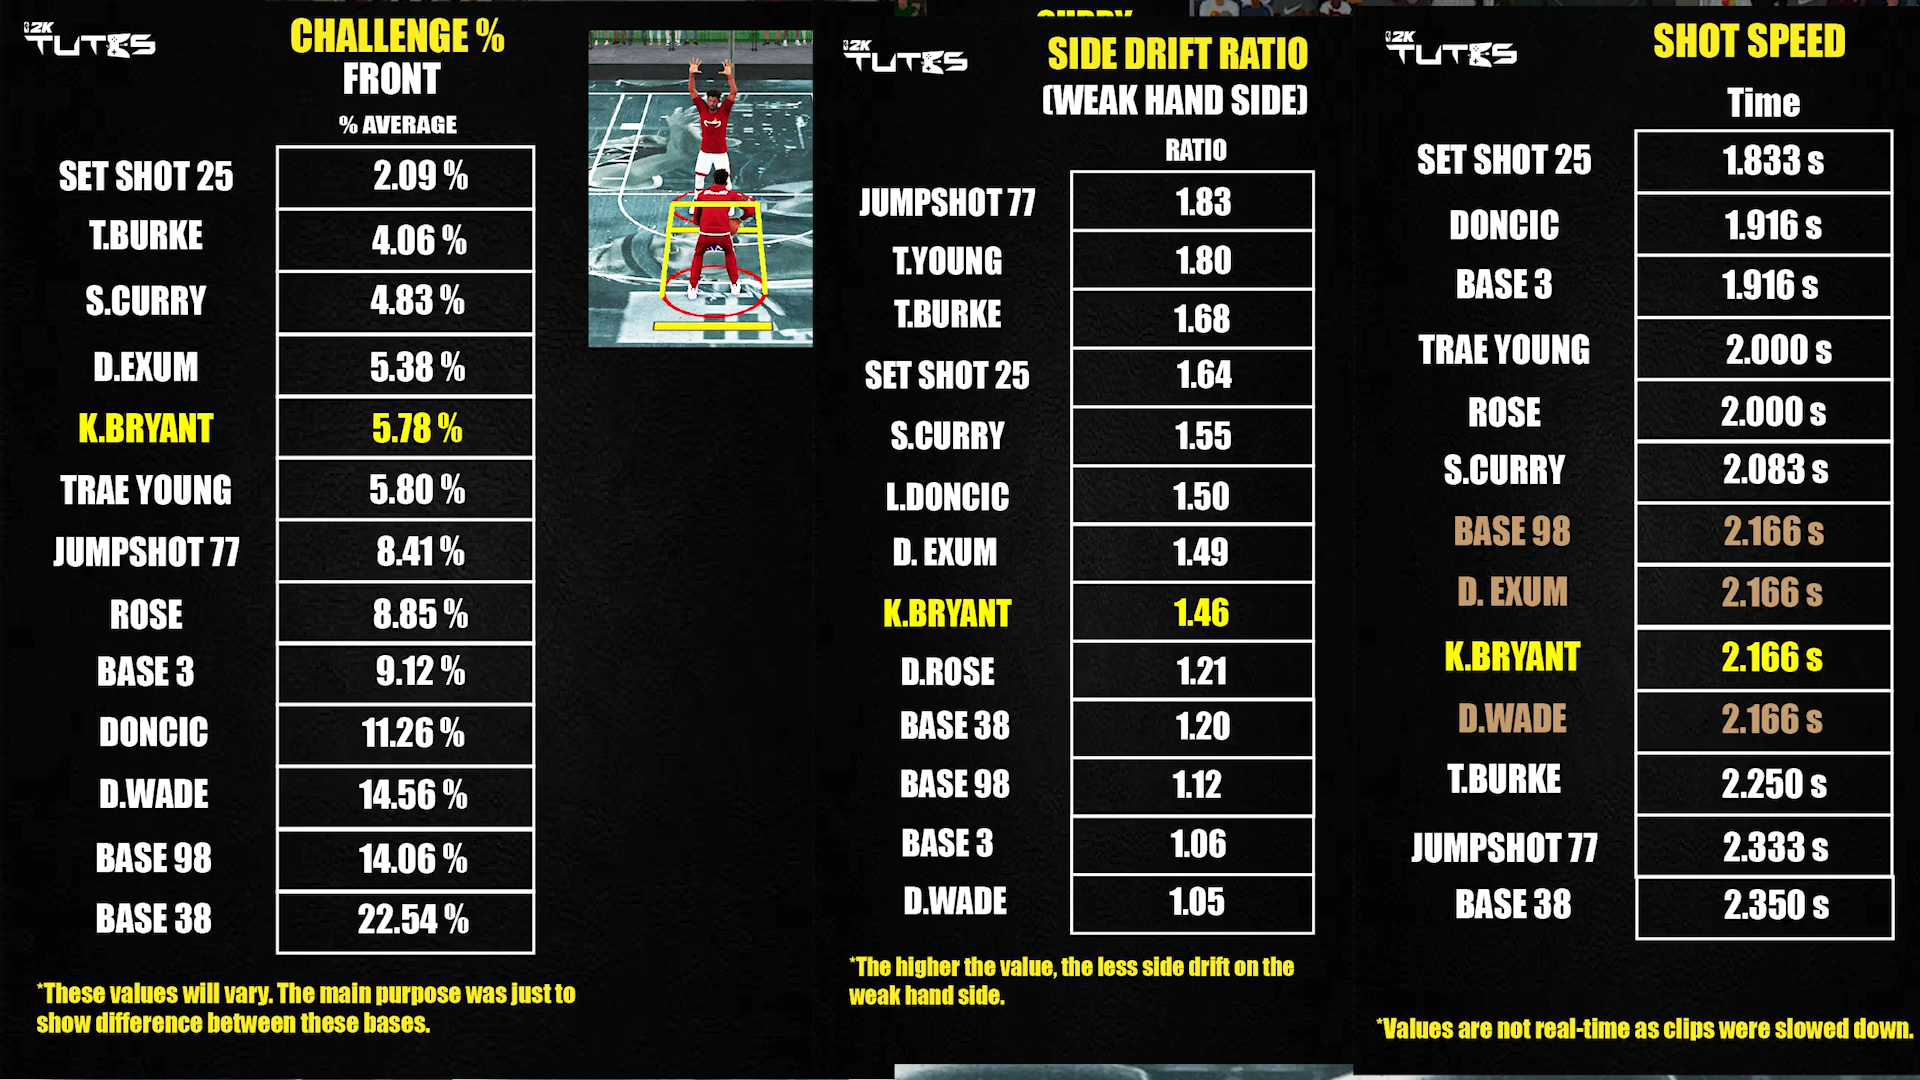 2K
TUTES
CHALLENGE %
FRONT
% AVERAGE
SET SHOT 25 2.09 %
T.BURKE 4.06 %
S.CURRY 4.83 %
D.EXUM 5.38 %
K.BRYANT 5.78 %
TRAE YOUNG 5.80 %
JUMPSHOT 77 8.41 %
ROSE 8.85 %
BASE 3 9.12 %
DONCIC 11.26 %
D.WADE 14.56 %
BASE 98 14.06 %
BASE 38 22.54 %
*These values will vary. The main purpose was just to
show difference between these bases.
CURRY
2K
TUTES
SIDE DRIFT RATIO
(WEAK HAND SIDE)
RATIO
JUMPSHOT 77 1.83
T.YOUNG 1.80
T.BURKE 1.68
SET SHOT 25 1.64
S.CURRY 1.55
L.DONCIC 1.50
D. EXUM 1.49
K.BRYANT 1.46
D.ROSE 1.21
BASE 38 1.20
BASE 98 1.12
BASE 3 1.06
D.WADE 1.05
*The higher the value, the less side drift on the
weak hand side.
2K
TUTES
SHOT SPEED
Time
SET SHOT 25 1.833 s
DONCIC 1.916 s
BASE 3 1.916 s
TRAE YOUNG 2.000 s
ROSE 2.000 s
S.CURRY 2.083 s
BASE 98 2.166 s
D. EXUM 2.166 s
K.BRYANT 2.166 s
D.WADE 2.166 s
T.BURKE 2.250 s
JUMPSHOT 77 2.333 s
BASE 38 2.350 s
*Values are not real-time as clips were slowed down.